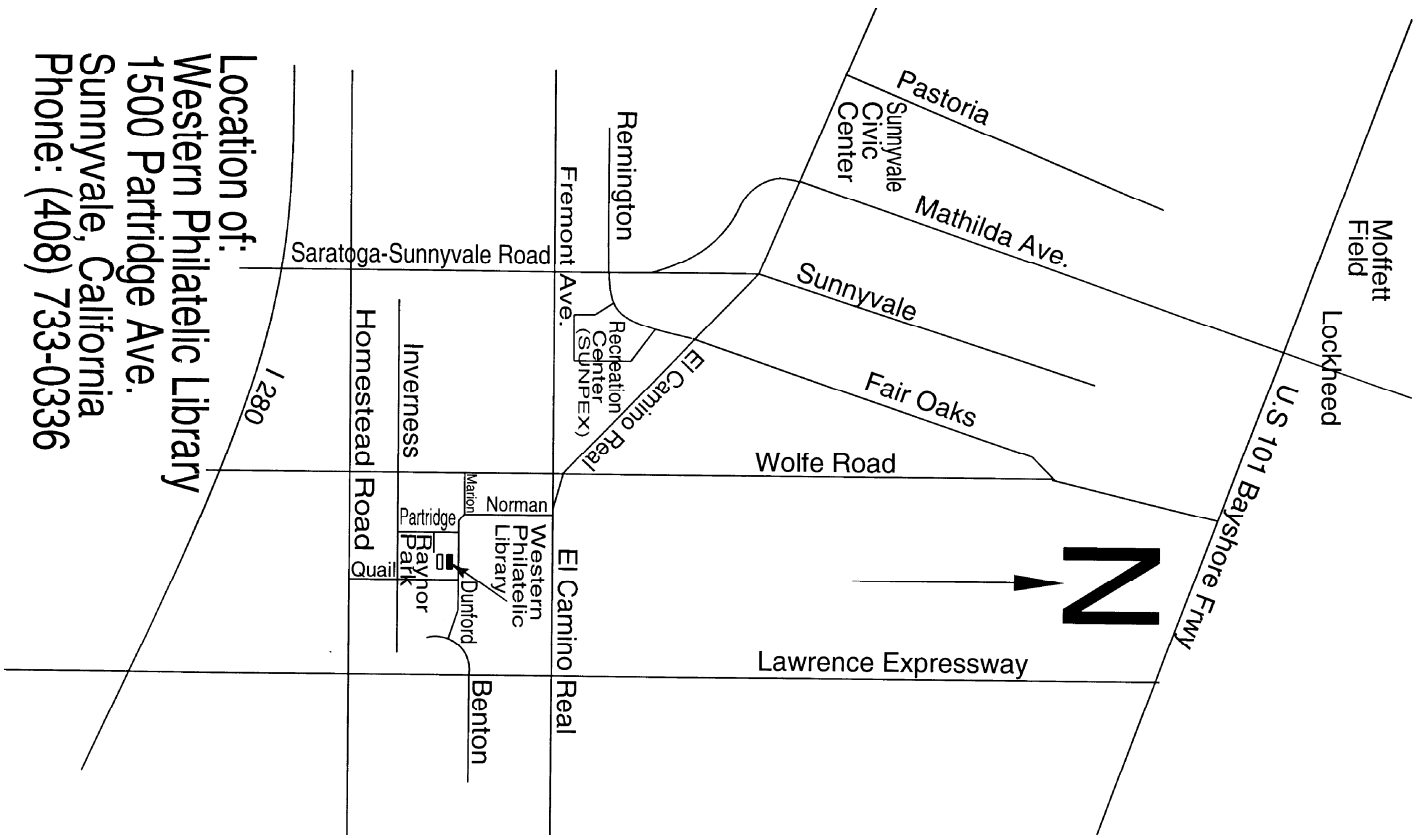 Location of:
Western Philatelic Library
1500 Partridge Ave.
Sunnyvale, California
Phone: (408) 733-0336
Moffett
Field
Lockheed
U.S 101 Bayshore Frwy
Pastoria
Sunnyvale
Civic
Center
Mathilda Ave.
Sunnyvale
Fair Oaks
Wolfe Road
N
Lawrence Expressway
Remington
Fremont Ave.
Saratoga-Sunnyvale Road
Recreation
Center
(SUNPEX)
El Camino Real
El Camino Real
Homestead Road
Inverness
I 280
Marion
Norman
Partridge
Raynor
Park
Quail
Western
Philatelic
Library
Dunford
Benton